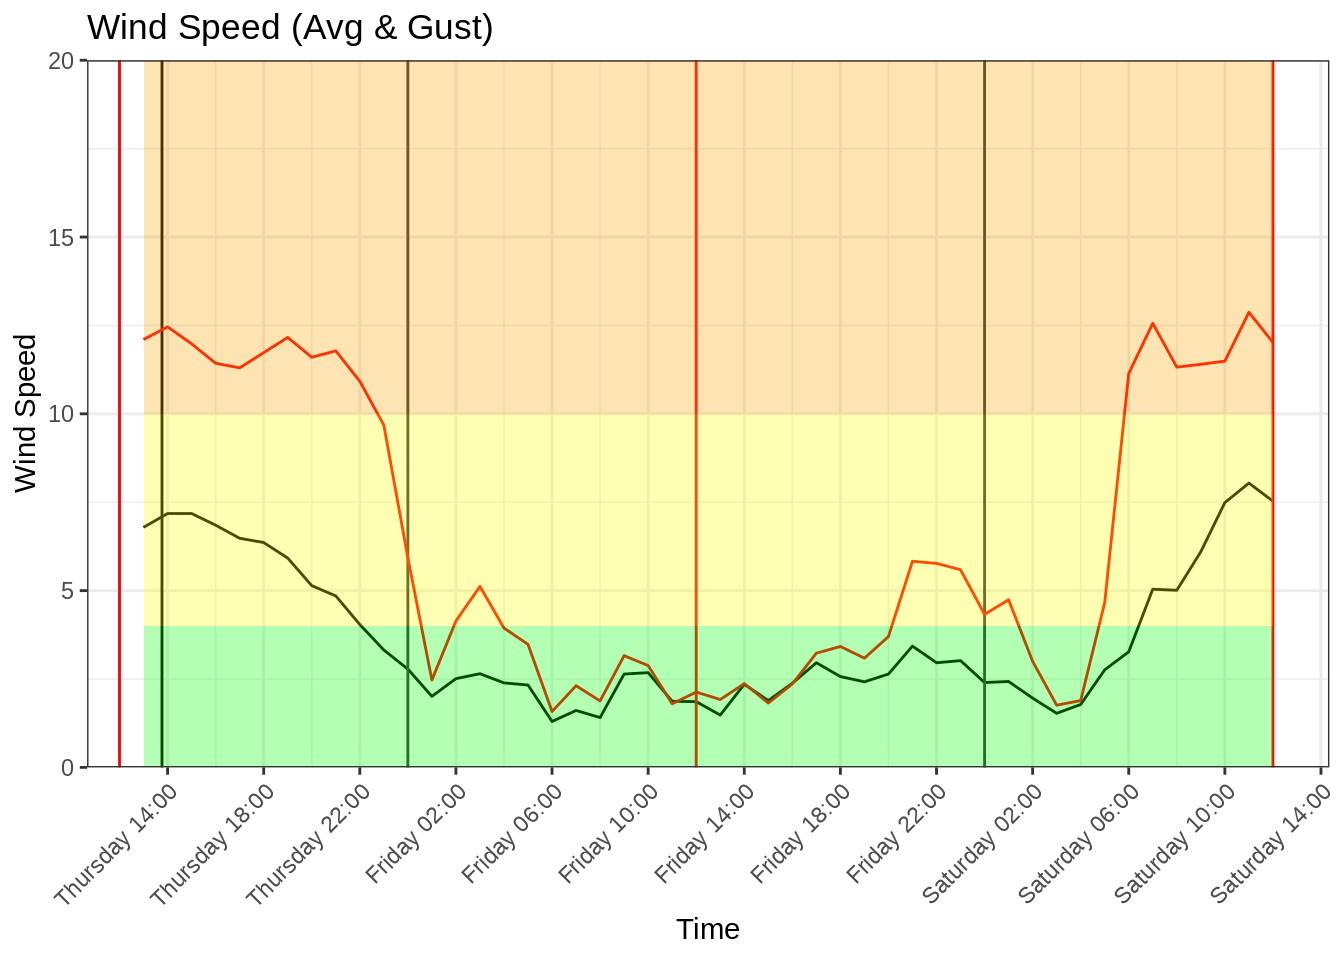 Wind Speed (Avg & Gust)
20
15
10
5
0
Wind Speed
Thursday 14:00
Thursday 18:00
Thursday 22:00
Friday 02:00
Friday 06:00
Friday 10:00
Friday 14:00
Friday 18:00
Friday 22:00
Saturday 02:00
Saturday 06:00
Saturday 10:00
Saturday 14:00
Time